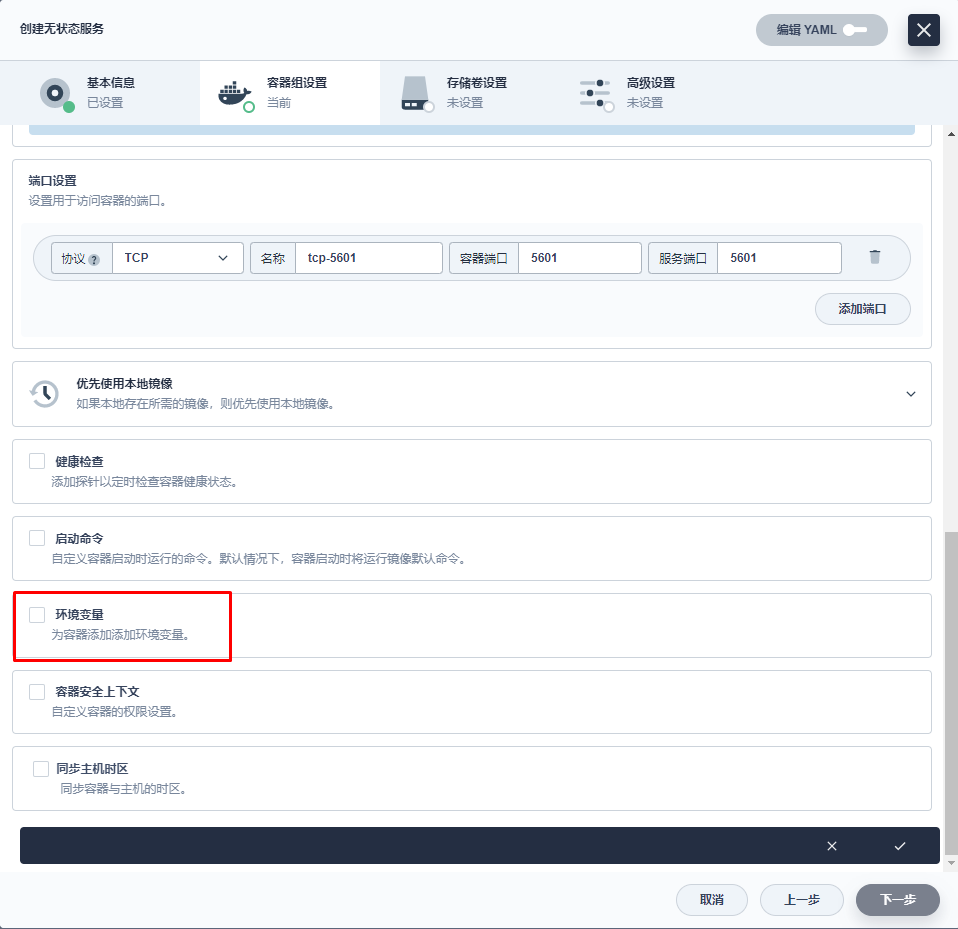 创建无状态服务
编辑 YAML
基本信息
已设置
容器组设置
当前
存储卷设置
未设置
高级设置
未设置
端口设置
设置用于访问容器的端口。
协议 ? TCP 名称 tcp-5601 容器端口 5601 服务端口 5601
添加端口
优先使用本地镜像
如果本地存在所需的镜像，则优先使用本地镜像。
健康检查
添加探针以定时检查容器健康状态。
启动命令
自定义容器启动时运行的命令。默认情况下，容器启动时将运行镜像默认命令。
环境变量
为容器添加添加环境变量。
容器安全上下文
自定义容器的权限设置。
同步主机时区
同步容器与主机的时区。
取消 上一步 下一步